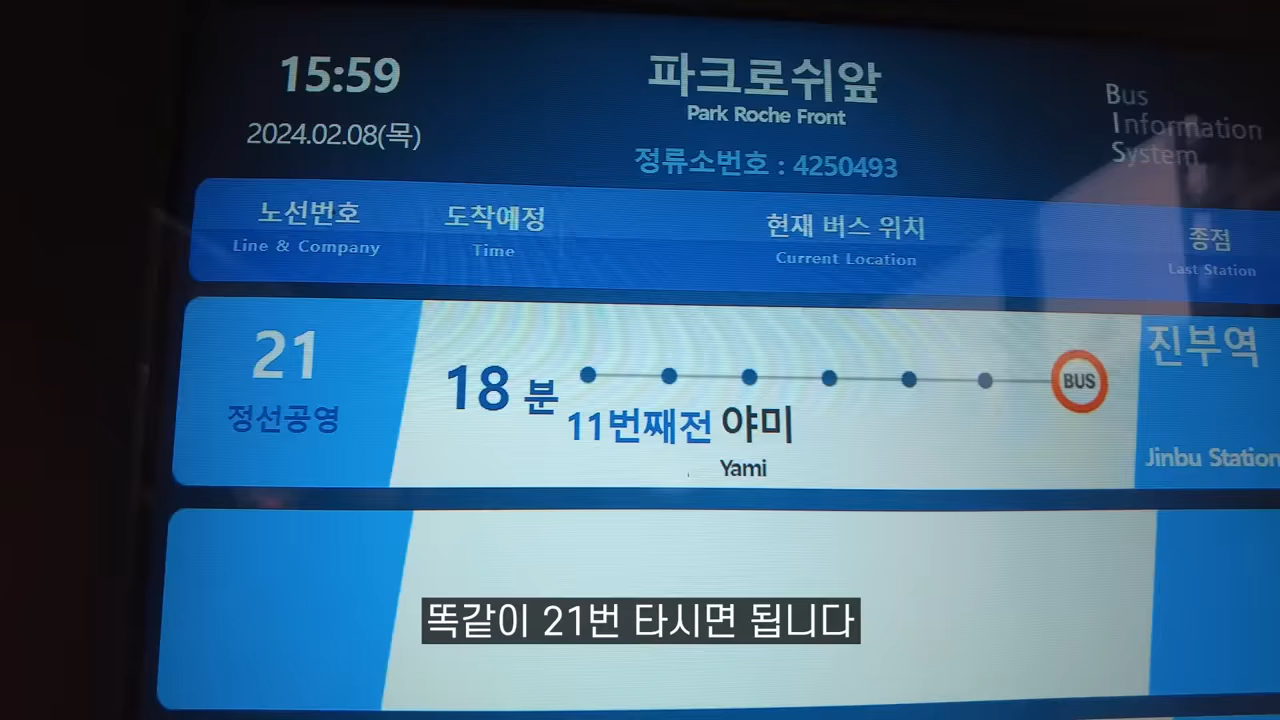 15:59
2024.02.08(목)
파크로쉬앞
Park Roche Front
정류소번호 : 4250493
Bus
Information
System
노선번호
Line & Company
도착예정
Time
현재 버스 위치
Current Location
종점
Last Station
21
정선공영
18 분
11번째전 야미
Yami
BUS
진부역
Jinbu Station
똑같이 21번 타시면 됩니다